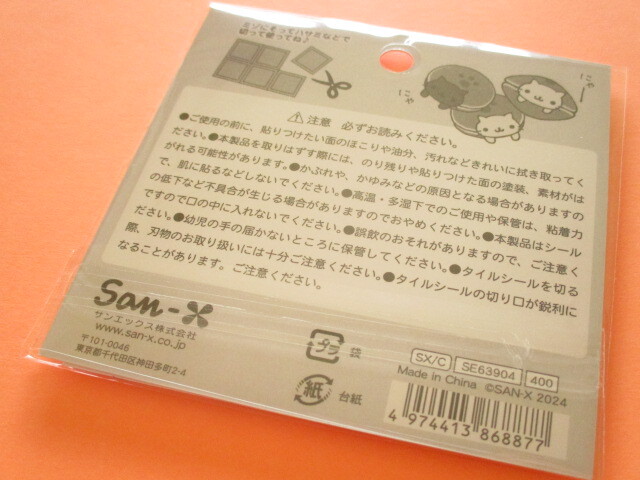 ミゾにそってハサミなどで
切って使ってね♪
にゃ
にゃー
⚠注意 必ずお読みください。
●ご使用の前に、貼りつけたい面のほこりや油分、汚れなどきれいに拭き取ってく
ださい。●本製品を取りはずす際には、のり残りや貼りつけた面の塗装、素材がは
がれる可能性があります。●かぶれや、かゆみなどの原因となる場合がありますの
で、肌に貼るなどしないでください。●高温・多湿下でのご使用や保管は、粘着力
の低下など不具合が生じる場合がありますのでおやめください。●本製品はシール
ですので口の中に入れないでください。●誤飲のおそれがありますので、ご注意く
ださい。●幼児の手の届かないところに保管してください。●タイルシールを切る
際、刃物のお取り扱いには十分ご注意ください。●タイルシールの切り口が鋭利に
なることがあります。ご注意ください。
San-X
サンエックス株式会社
www.san-x.co.jp
〒101-0046
東京都千代田区神田多町2-4
プラ 袋
紙 台紙
SX/C SE63904 400
Made in China ©SAN-X 2024
4 974413 868877